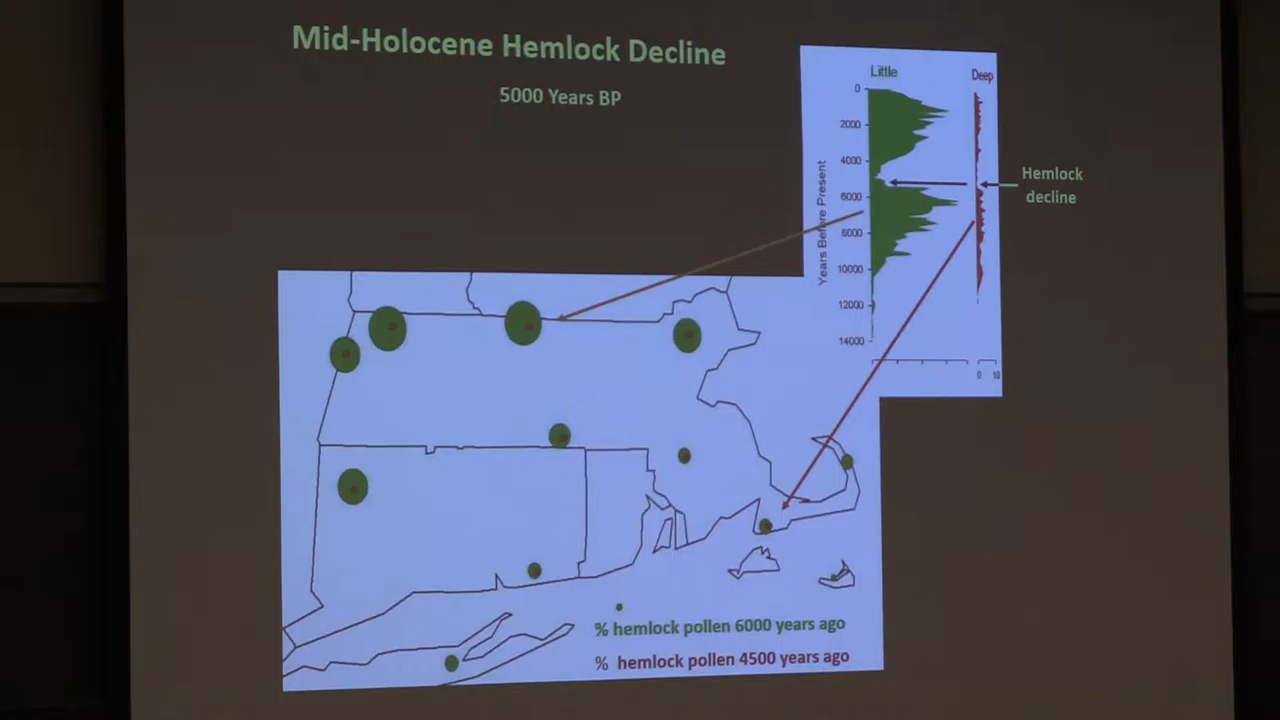 Mid-Holocene Hemlock Decline
5000 Years BP
Little
Deep
0
2000
4000
6000
8000
10000
12000
14000
Years Before Present
0 10
Hemlock
decline
% hemlock pollen 6000 years ago
% hemlock pollen 4500 years ago